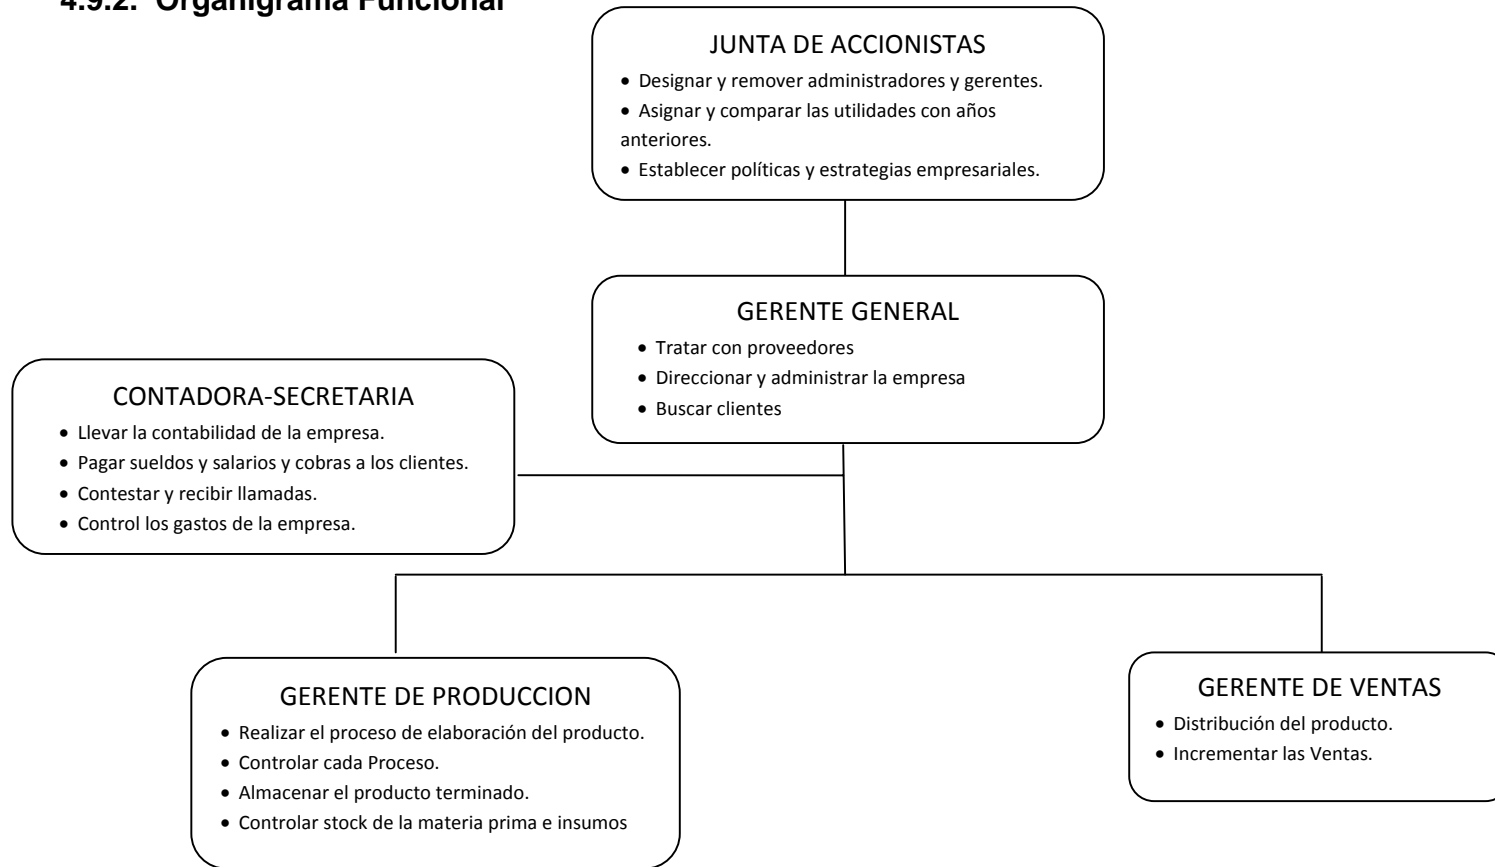 4.9.2. Organigrama Funcional
JUNTA DE ACCIONISTAS
• Designar y remover administradores y gerentes.
• Asignar y comparar las utilidades con años
anteriores.
• Establecer políticas y estrategias empresariales.
GERENTE GENERAL
• Tratar con proveedores
• Direccionar y administrar la empresa
• Buscar clientes
CONTADORA-SECRETARIA
• Llevar la contabilidad de la empresa.
• Pagar sueldos y salarios y cobras a los clientes.
• Contestar y recibir llamadas.
• Control los gastos de la empresa.
GERENTE DE PRODUCCION
• Realizar el proceso de elaboración del producto.
• Controlar cada Proceso.
• Almacenar el producto terminado.
• Controlar stock de la materia prima e insumos
GERENTE DE VENTAS
• Distribución del producto.
• Incrementar las Ventas.